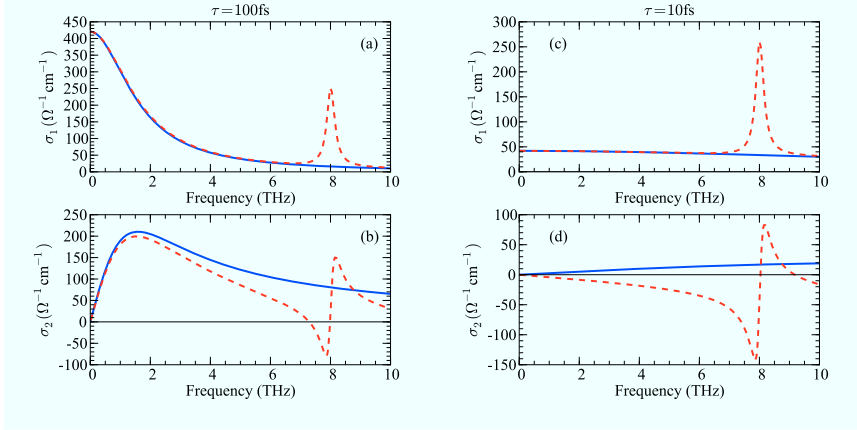 τ=100fs
450
400
350
300
250
200
150
100
50
0
σ₁ (Ω⁻¹ cm⁻¹)
(a)
0 2 4 6 8 10
Frequency (THz)
τ=10fs
300
250
200
150
100
50
0
σ₁ (Ω⁻¹ cm⁻¹)
(c)
0 2 4 6 8 10
Frequency (THz)
250
200
150
100
50
0
-50
-100
σ₂ (Ω⁻¹ cm⁻¹)
(b)
0 2 4 6 8 10
Frequency (THz)
100
50
0
-50
-100
-150
σ₂ (Ω⁻¹ cm⁻¹)
(d)
0 2 4 6 8 10
Frequency (THz)